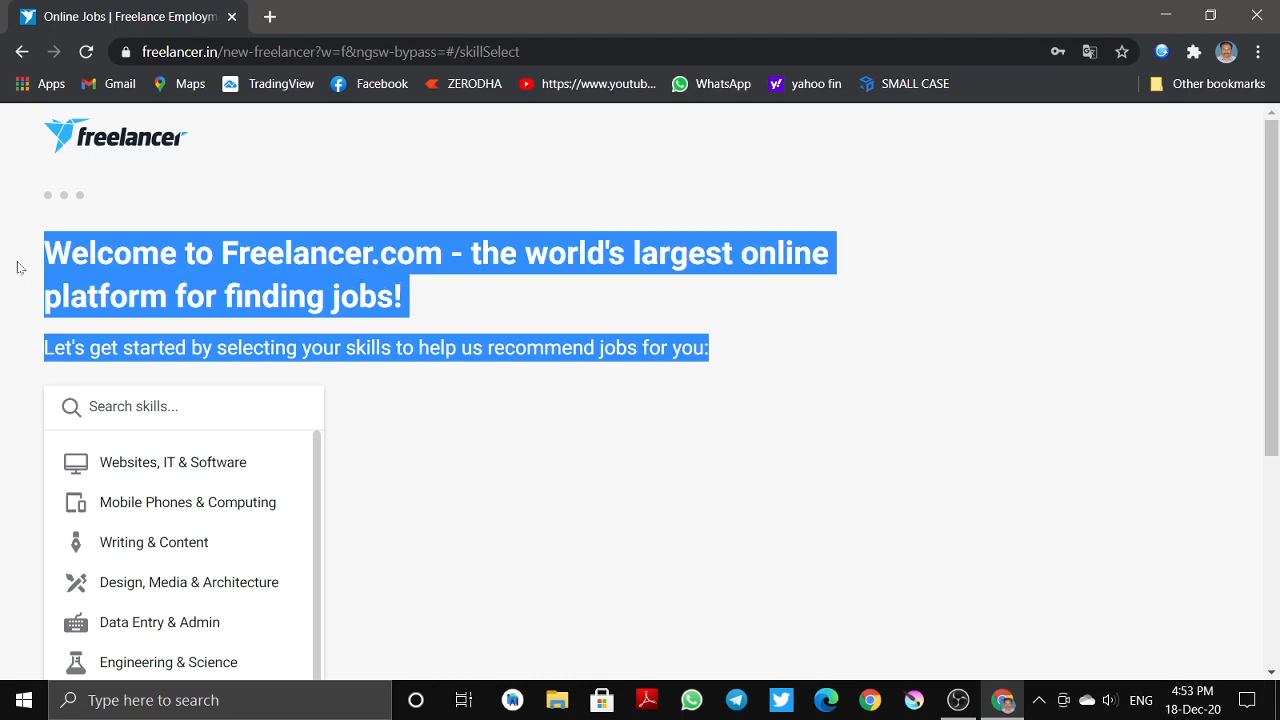 Online Jobs | Freelance Employm
freelancer.in/new-freelancer?w=f&ngsw-bypass=#/skillSelect
Apps Gmail Maps TradingView Facebook ZERODHA https://www.youtub... WhatsApp yahoo fin SMALL CASE Other bookmarks
freelancer
Welcome to Freelancer.com - the world's largest online
platform for finding jobs!
Let's get started by selecting your skills to help us recommend jobs for you:
Search skills...
Websites, IT & Software
Mobile Phones & Computing
Writing & Content
Design, Media & Architecture
Data Entry & Admin
Engineering & Science
Type here to search
ENG
4:53 PM
18-Dec-20